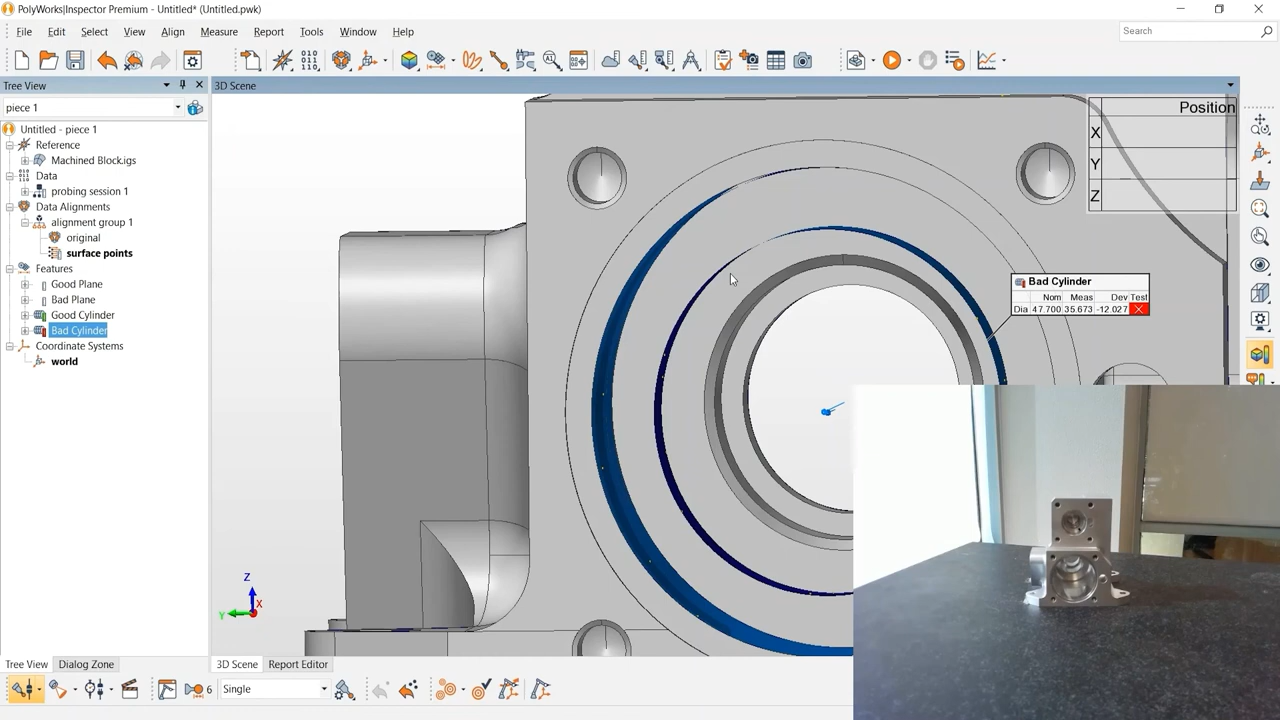 PolyWorks|Inspector Premium - Untitled* (Untitled.pwk)
File Edit Select View Align Measure Report Tools Window Help
Search
Tree View
3D Scene
piece 1
Untitled - piece 1
Reference
Machined Block.igs
Data
probing session 1
Data Alignments
alignment group 1
original
surface points
Features
Good Plane
Bad Plane
Good Cylinder
Bad Cylinder
Coordinate Systems
world
Position
X
Y
Z
Bad Cylinder
Nom Meas Dev Test
Dia 47.700 35.673 -12.027
Z
X
Y
Tree View Dialog Zone
3D Scene Report Editor
6 Single